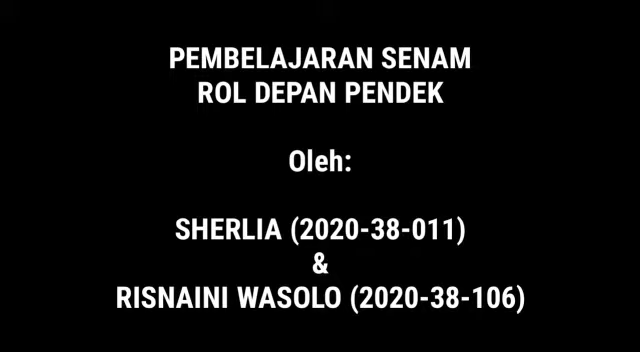 PEMBELAJARAN SENAM
ROL DEPAN PENDEK
Oleh:
SHERLIA (2020-38-011)
&
RISNAINI WASOLO (2020-38-106)